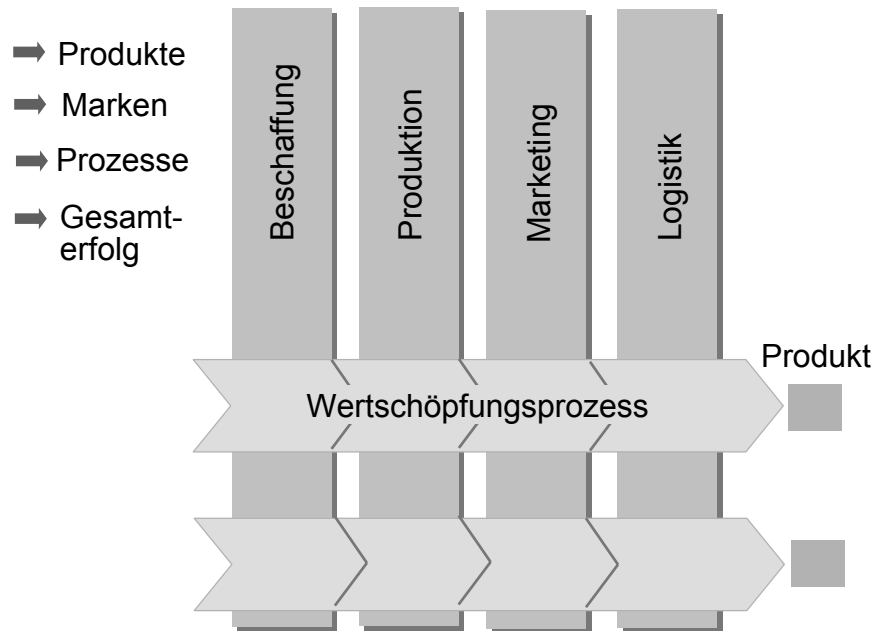 Produkte
Marken
Prozesse
Gesamt-
erfolg
Beschaffung
Produktion
Marketing
Logistik
Produkt
Wertschöpfungsprozess